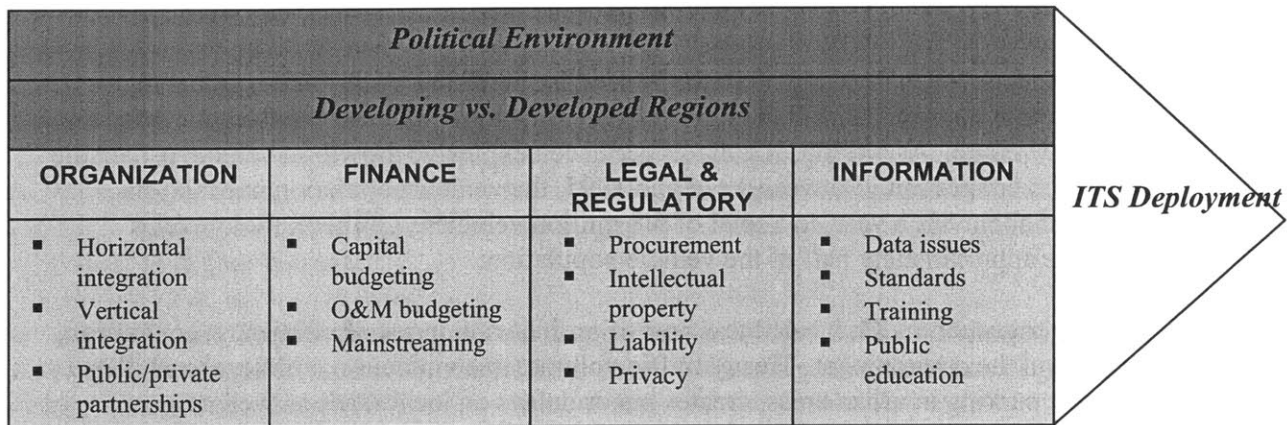 Political Environment
Developing vs. Developed Regions
ORGANIZATION
▪ Horizontal
integration
▪ Vertical
integration
▪ Public/private
partnerships
FINANCE
▪ Capital
budgeting
▪ O&M budgeting
▪ Mainstreaming
LEGAL &
REGULATORY
▪ Procurement
▪ Intellectual
property
▪ Liability
▪ Privacy
INFORMATION
▪ Data issues
▪ Standards
▪ Training
▪ Public
education
ITS Deployment